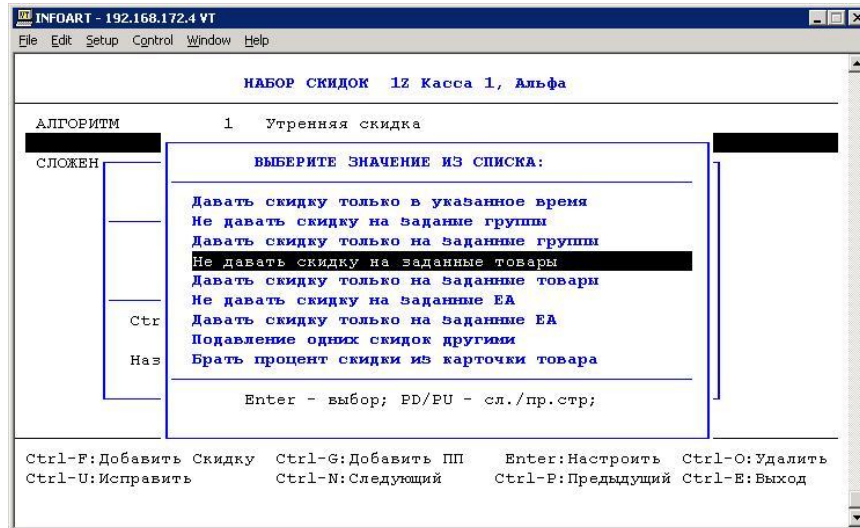 INFOART - 192.168.172.4 VT
File Edit Setup Control Window Help
НАБОР СКИДОК 1Z Касса 1, Альфа
АЛГОРИТМ 1 Утренняя скидка
СЛОЖЕН
ВЫБЕРИТЕ ЗНАЧЕНИЕ ИЗ СПИСКА:
Давать скидку только в указанное время
Не давать скидку на заданые группы
Давать скидку только на заданные группы
Не давать скидку на заданные товары
Давать скидку только на заданные товары
Не давать скидку на заданные ЕА
Ctr
Давать скидку только на заданные ЕА
Подавление одних скидок другими
Наз
Брать процент скидки из карточки товара
Enter - выбор; PD/PU - сл./пр.стр;
Ctrl-F:Добавить Скидку Ctrl-G:Добавить ПП Enter:Настроить Ctrl-O:Удалить
Ctrl-U:Исправить Ctrl-N:Следующий Ctrl-P:Предыдущий Ctrl-E:Выход